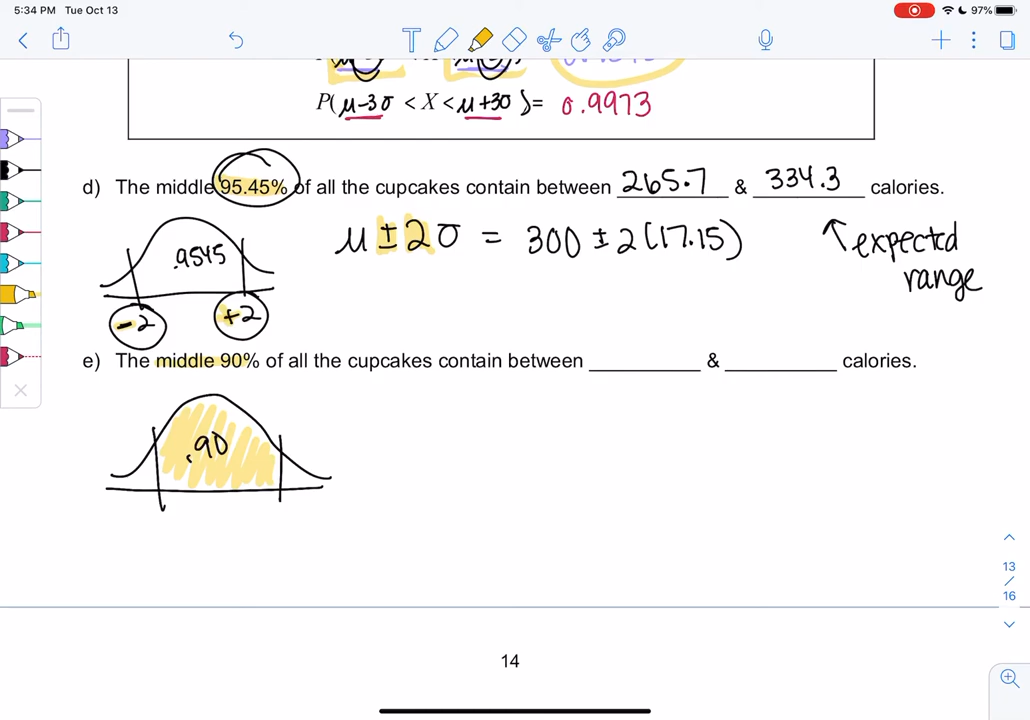 5:34 PM Tue Oct 13
97%
P(μ-3σ < X < μ+3σ) = 0.9973
d) The middle 95.45% of all the cupcakes contain between 265.7 & 334.3 calories.
μ ± 2σ = 300 ± 2(17.15)
expected range
.9545
-2 +2
e) The middle 90% of all the cupcakes contain between ________ & ________ calories.
.90
13
/
16
14